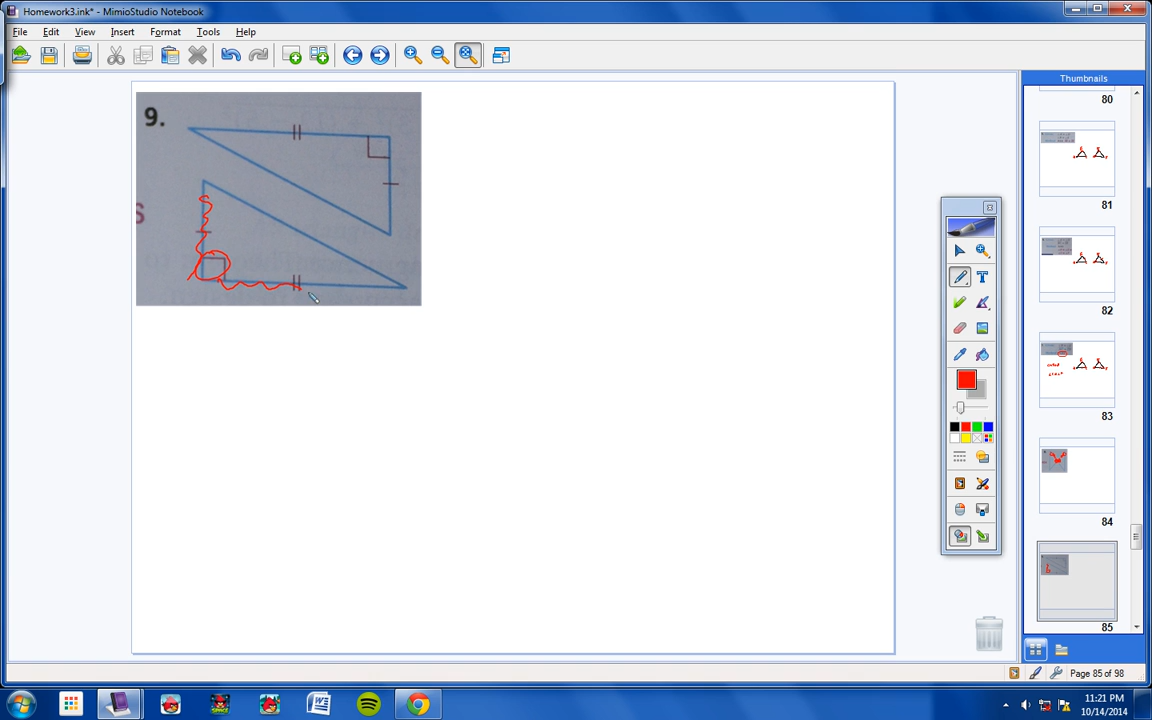 Homework3.ink* - MimioStudio Notebook
File Edit View Insert Format Tools Help
Thumbnails
80
81
82
83
84
85
9.
S
Page 85 of 98
11:21 PM
10/14/2014